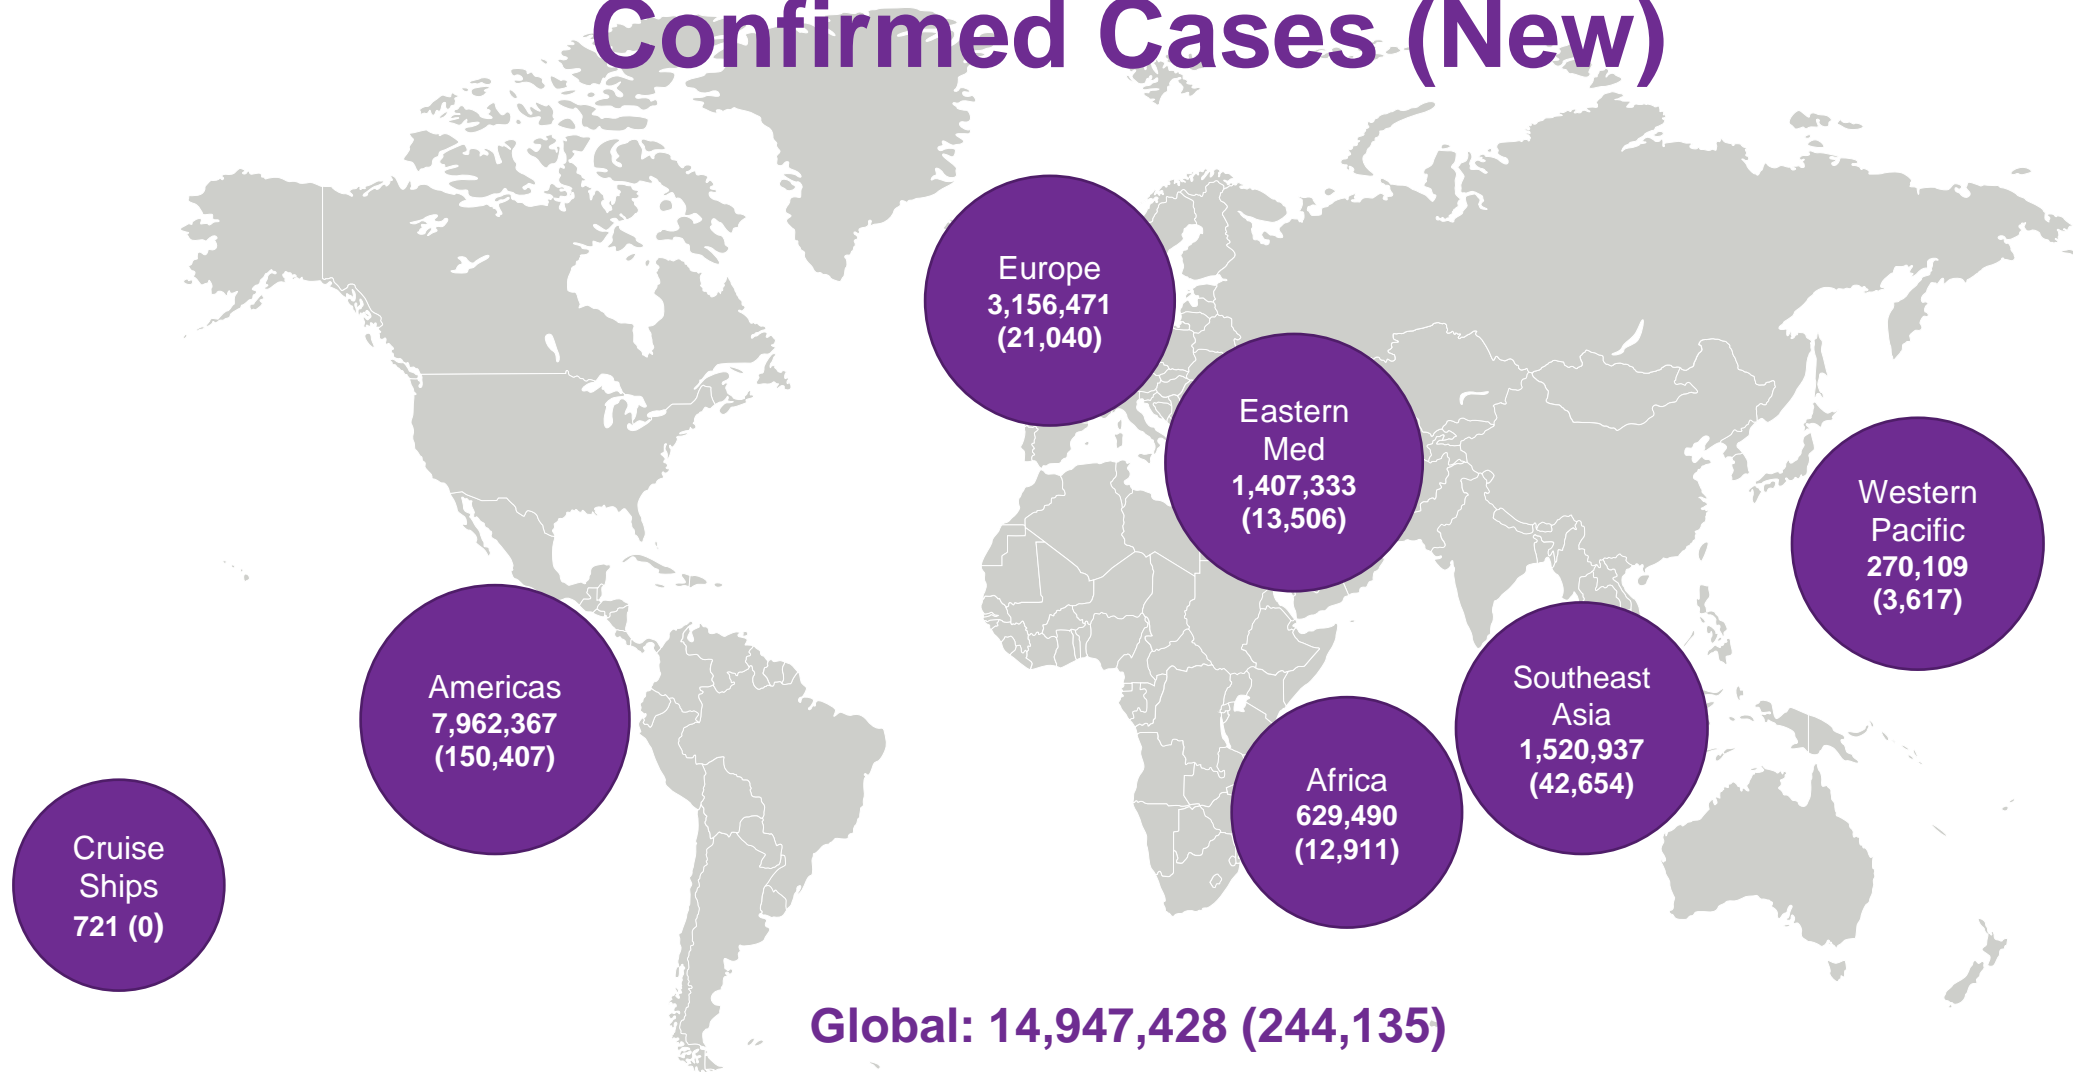 Confirmed Cases (New)
Europe
3,156,471
(21,040)
Eastern
Med
1,407,333
(13,506)
Western
Pacific
270,109
(3,617)
Americas
7,962,367
(150,407)
Southeast
Asia
1,520,937
(42,654)
Africa
629,490
(12,911)
Cruise
Ships
721 (0)
Global: 14,947,428 (244,135)